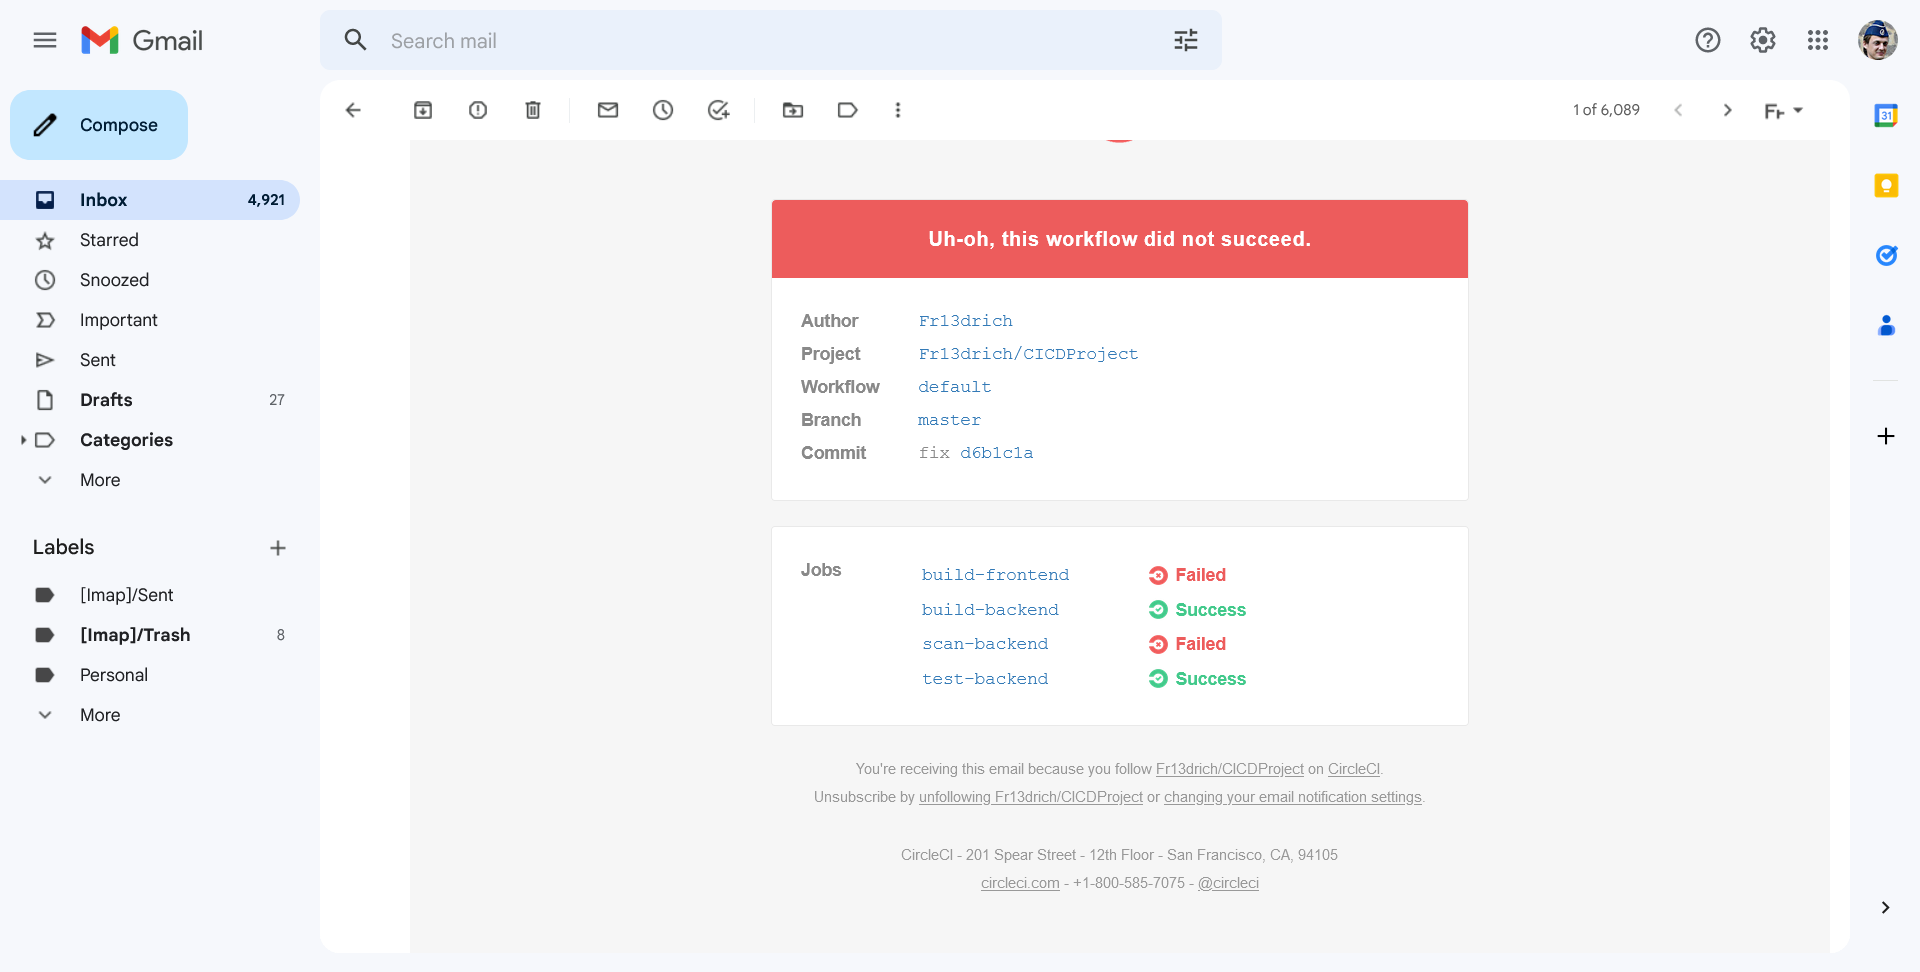 Gmail
Search mail
Compose
Inbox 4,921
Starred
Snoozed
Important
Sent
Drafts 27
Categories
More
Labels
[Imap]/Sent
[Imap]/Trash 8
Personal
More
1 of 6,089
Uh-oh, this workflow did not succeed.
Author Fr13drich
Project Fr13drich/CICDProject
Workflow default
Branch master
Commit fix d6b1c1a
Jobs
build-frontend Failed
build-backend Success
scan-backend Failed
test-backend Success
You're receiving this email because you follow Fr13drich/CICDProject on CircleCI.
Unsubscribe by unfollowing Fr13drich/CICDProject or changing your email notification settings.
CircleCI - 201 Spear Street - 12th Floor - San Francisco, CA, 94105
circleci.com - +1-800-585-7075 - @circleci
31